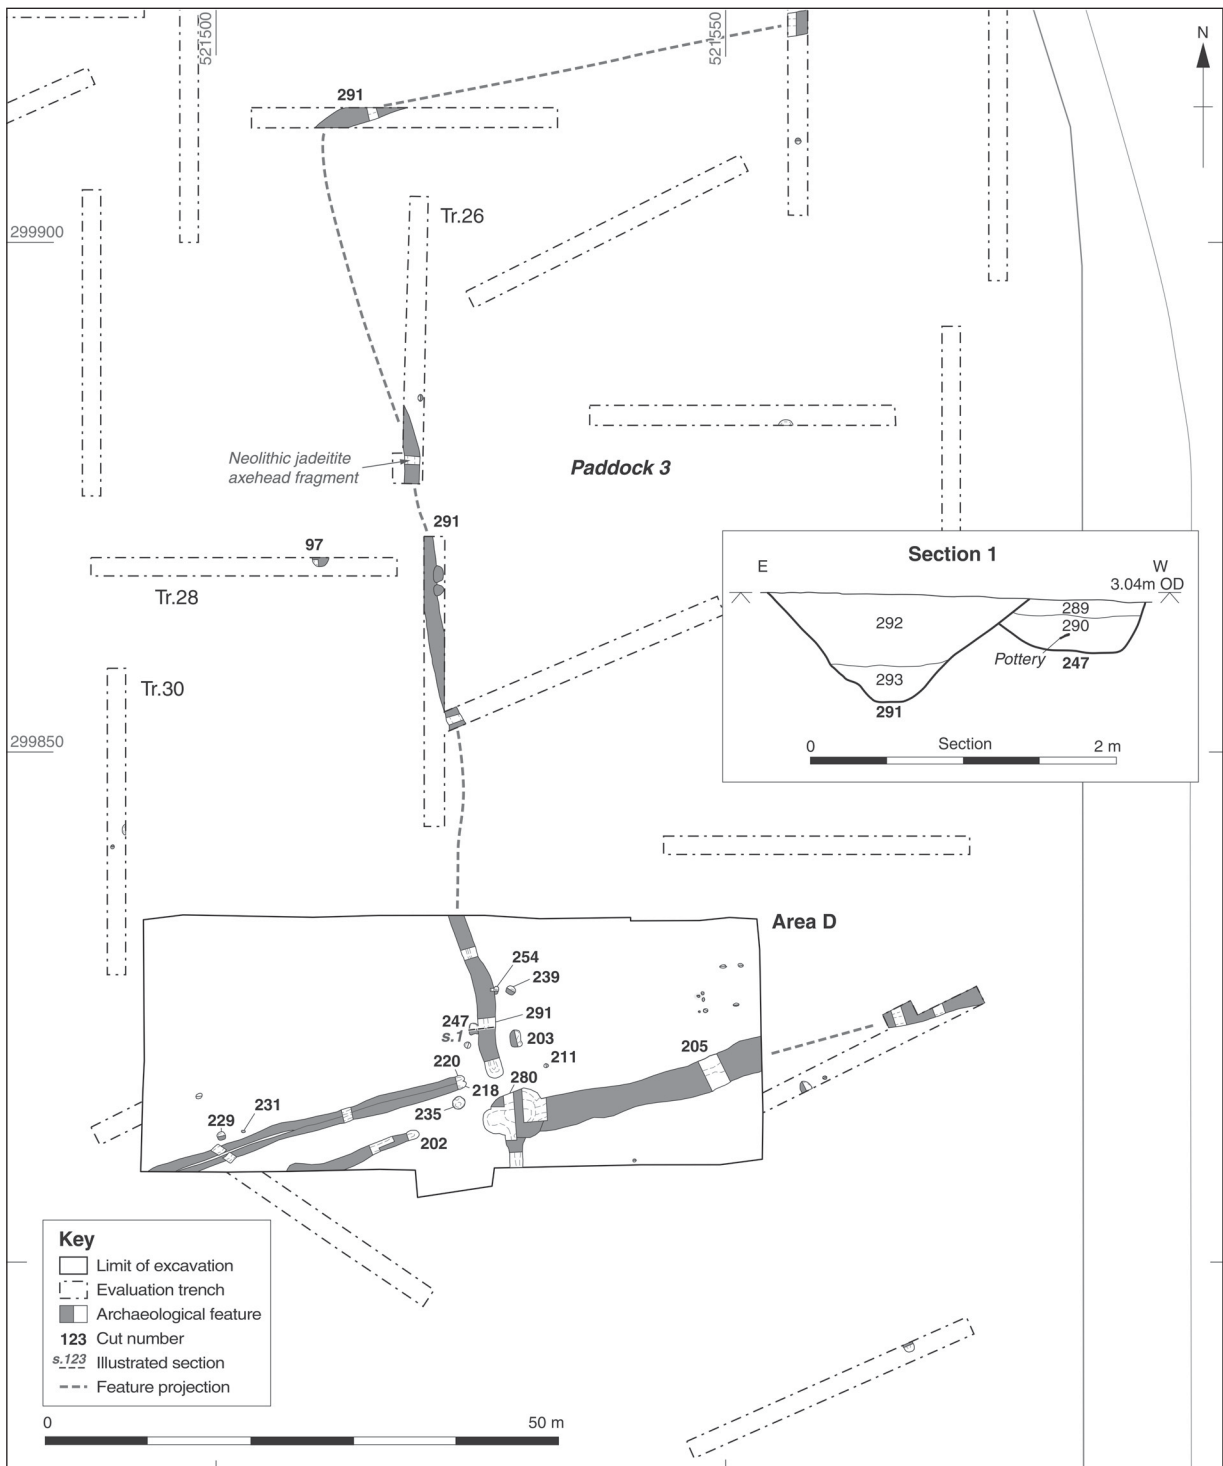 521500
521550
N
291
Tr.26
299900
Neolithic jadeitite
axehead fragment
Paddock 3
291
97
Tr.28
Section 1
E
W
3.04m OD
289
292
290
Pottery
247
293
291
0
Section
2 m
Tr.30
299850
Area D
254
239
291
247
s.1
203
205
220
211
218
280
235
231
229
202
Key
Limit of excavation
Evaluation trench
Archaeological feature
123 Cut number
s.123 Illustrated section
Feature projection
0
50 m